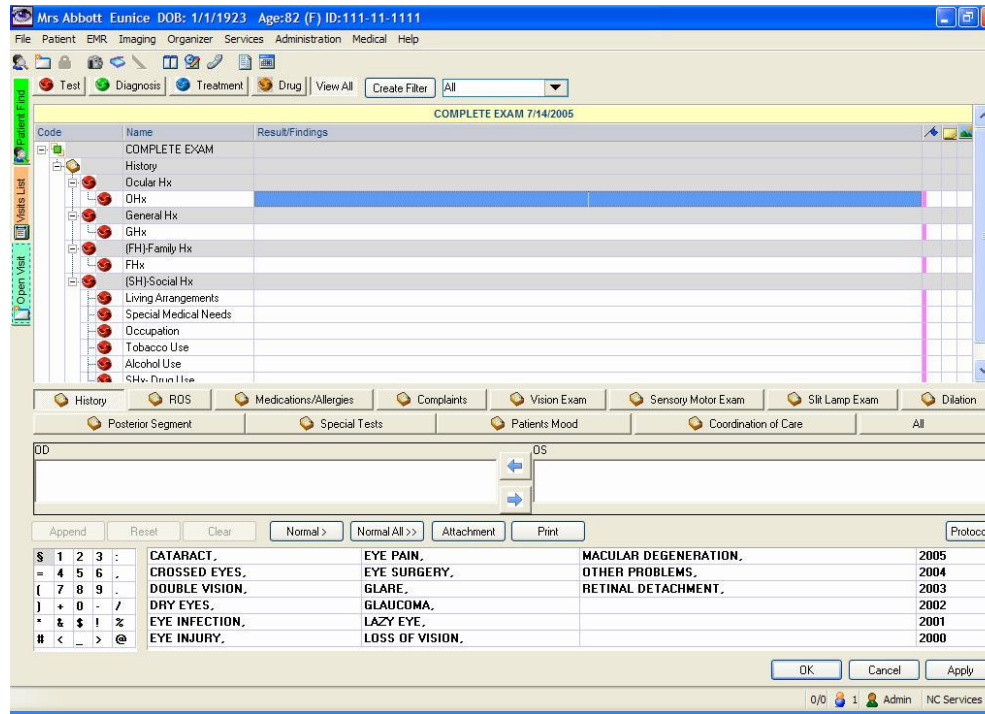 Mrs Abbott Eunice DOB: 1/1/1923 Age:82 (F) ID:111-11-1111
File Patient EMR Imaging Organizer Services Administration Medical Help
Test Diagnosis Treatment Drug View All Create Filter All
Patient Find
Visits List
Open Visit
COMPLETE EXAM 7/14/2005
Code Name Result/Findings
COMPLETE EXAM
History
Ocular Hx
OHx
General Hx
GHx
(FH)-Family Hx
FHx
(SH)-Social Hx
Living Arrangements
Special Medical Needs
Occupation
Tobacco Use
Alcohol Use
SHx- Drug Use
History ROS Medications/Allergies Complaints Vision Exam Sensory Motor Exam Slit Lamp Exam Dilation
Posterior Segment Special Tests Patients Mood Coordination of Care All
OD OS
Append Reset Clear Normal > Normal All >> Attachment Print Protoco
§ 1 2 3 : CATARACT, EYE PAIN, MACULAR DEGENERATION, 2005
= 4 5 6 , CROSSED EYES, EYE SURGERY, OTHER PROBLEMS, 2004
( 7 8 9 . DOUBLE VISION, GLARE, RETINAL DETACHMENT, 2003
) + 0 - / DRY EYES, GLAUCOMA, 2002
* & $ ! % EYE INFECTION, LAZY EYE, 2001
# < _ > @ EYE INJURY, LOSS OF VISION, 2000
OK Cancel Apply
0/0 1 Admin NC Services